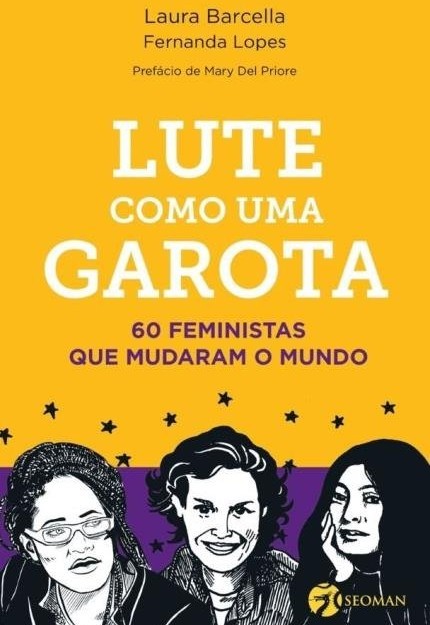 Laura Barcella
Fernanda Lopes
Prefácio de Mary Del Priore
LUTE
COMO UMA
GAROTA
60 FEMINISTAS
QUE MUDARAM O MUNDO
SEOMAN